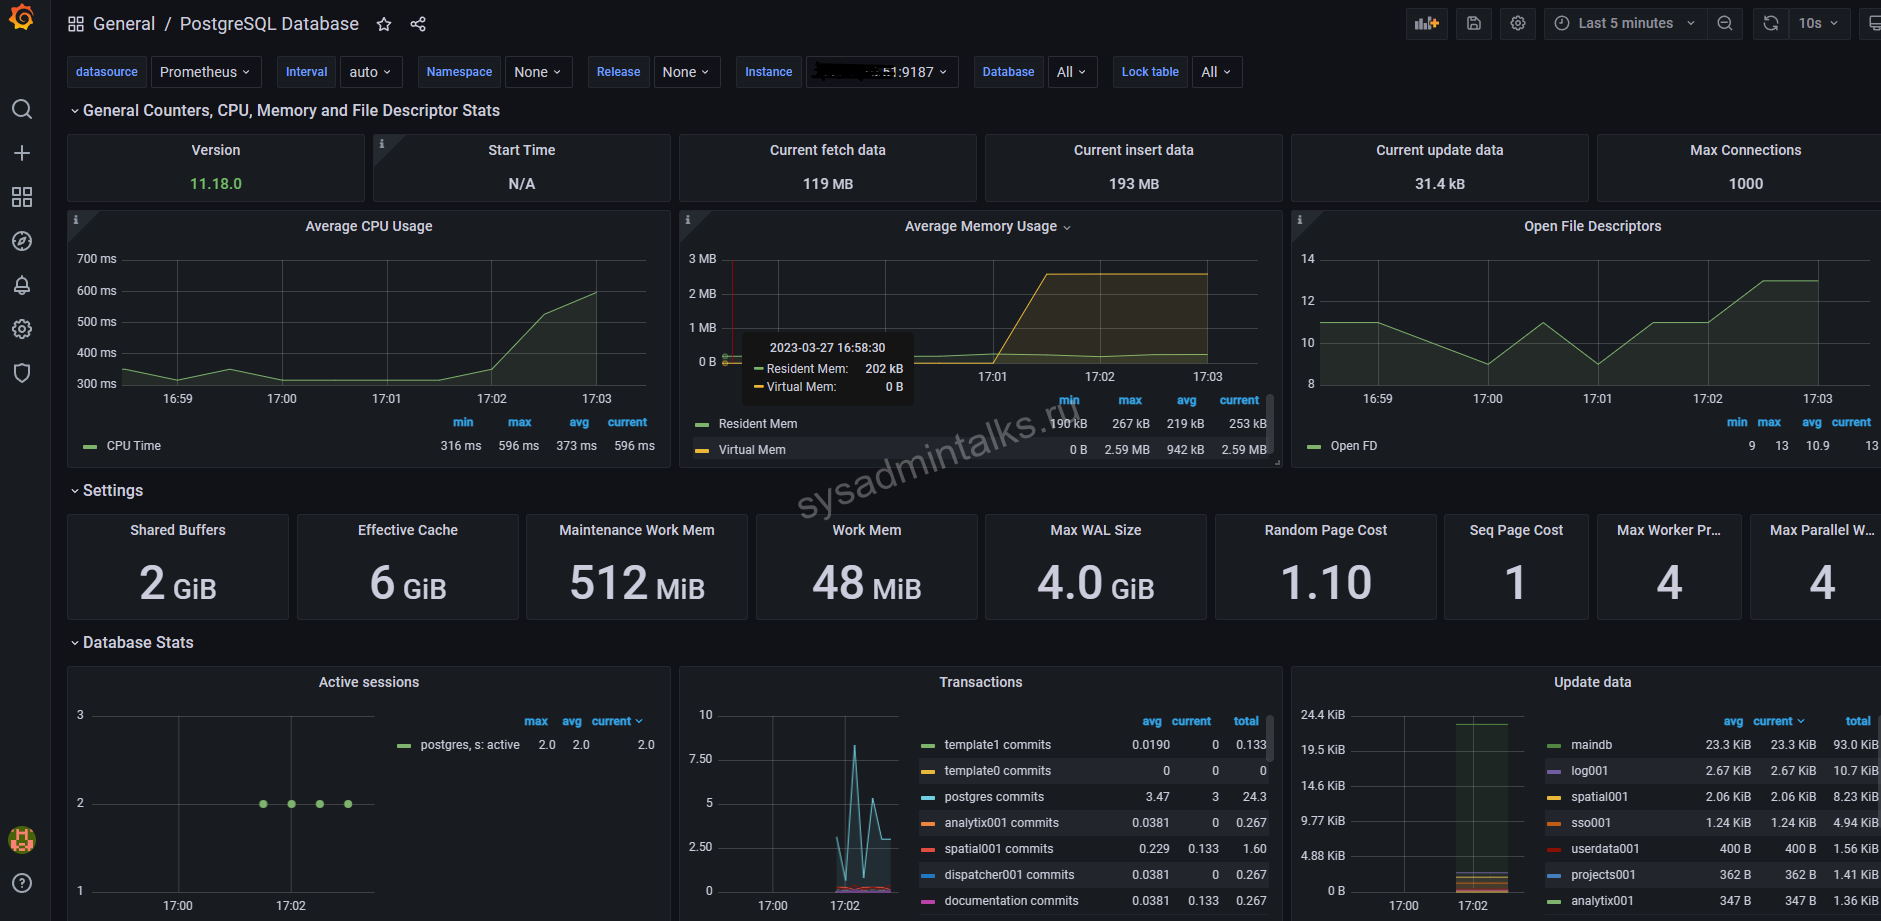 General / PostgreSQL Database
Last 5 minutes
10s
datasource Prometheus Interval auto Namespace None Release None Instance 51:9187 Database All Lock table All
General Counters, CPU, Memory and File Descriptor Stats
Version
11.18.0
Start Time
N/A
Current fetch data
119 MB
Current insert data
193 MB
Current update data
31.4 kB
Max Connections
1000
Average CPU Usage
700 ms
600 ms
500 ms
400 ms
300 ms
16:59 17:00 17:01 17:02 17:03
min max avg current
CPU Time 316 ms 596 ms 373 ms 596 ms
Average Memory Usage
3 MB
2 MB
1 MB
0 B
2023-03-27 16:58:30
Resident Mem: 202 kB
Virtual Mem: 0 B
17:01 17:02 17:03
min max avg current
Resident Mem 190 kB 267 kB 219 kB 253 kB
Virtual Mem 0 B 2.59 MB 942 kB 2.59 MB
Open File Descriptors
14
12
10
8
16:59 17:00 17:01 17:02 17:03
min max avg current
Open FD 9 13 10.9 13
sysadmintalks.ru
Settings
Shared Buffers
2 GiB
Effective Cache
6 GiB
Maintenance Work Mem
512 MiB
Work Mem
48 MiB
Max WAL Size
4.0 GiB
Random Page Cost
1.10
Seq Page Cost
1
Max Worker Pr...
4
Max Parallel W...
4
Database Stats
Active sessions
3
2
1
17:00 17:02
max avg current
postgres, s: active 2.0 2.0 2.0
Transactions
10
7.50
5
2.50
0
17:00 17:02
avg current total
template1 commits 0.0190 0 0.133
template0 commits 0 0 0
postgres commits 3.47 3 24.3
analytix001 commits 0.0381 0 0.267
spatial001 commits 0.229 0.133 1.60
dispatcher001 commits 0.0381 0 0.267
documentation commits 0.0381 0.133 0.267
Update data
24.4 KiB
19.5 KiB
14.6 KiB
9.77 KiB
4.88 KiB
0 B
17:00 17:02
avg current total
maindb 23.3 KiB 23.3 KiB 93.0 KiB
log001 2.67 KiB 2.67 KiB 10.7 KiB
spatial001 2.06 KiB 2.06 KiB 8.23 KiB
sso001 1.24 KiB 1.24 KiB 4.94 KiB
userdata001 400 B 400 B 1.56 KiB
projects001 362 B 362 B 1.41 KiB
analytix001 347 B 347 B 1.36 KiB